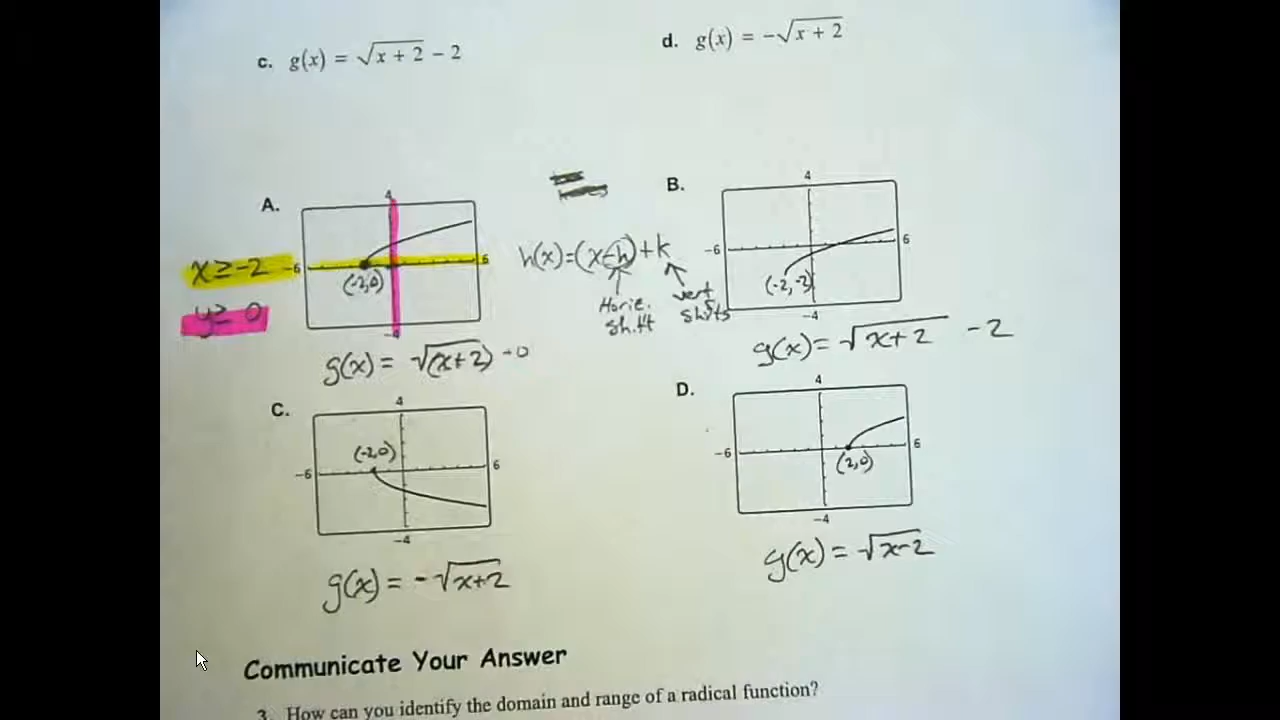 c. g(x) = √x + 2 − 2
d. g(x) = −√x + 2
A.
4
x ≥ -2
-6
6
(-2,0)
y ≥ 0
-4
g(x) = √(x+2) + 0
h(x)=(x-h)+k
Horiz. shift
vert shifts
B.
4
-6
6
(-2,-2)
-4
g(x) = √x+2 - 2
C.
4
(-2,0)
-6
6
-4
g(x) = -√x+2
D.
4
-6
6
(2,0)
-4
g(x) = √x-2
Communicate Your Answer
3. How can you identify the domain and range of a radical function?